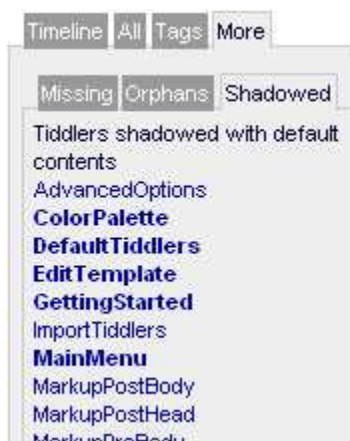 Timeline All Tags More
Missing Orphans Shadowed
Tiddlers shadowed with default
contents
AdvancedOptions
ColorPalette
DefaultTiddlers
EditTemplate
GettingStarted
ImportTiddlers
MainMenu
MarkupPostBody
MarkupPostHead
MarkupPreBody